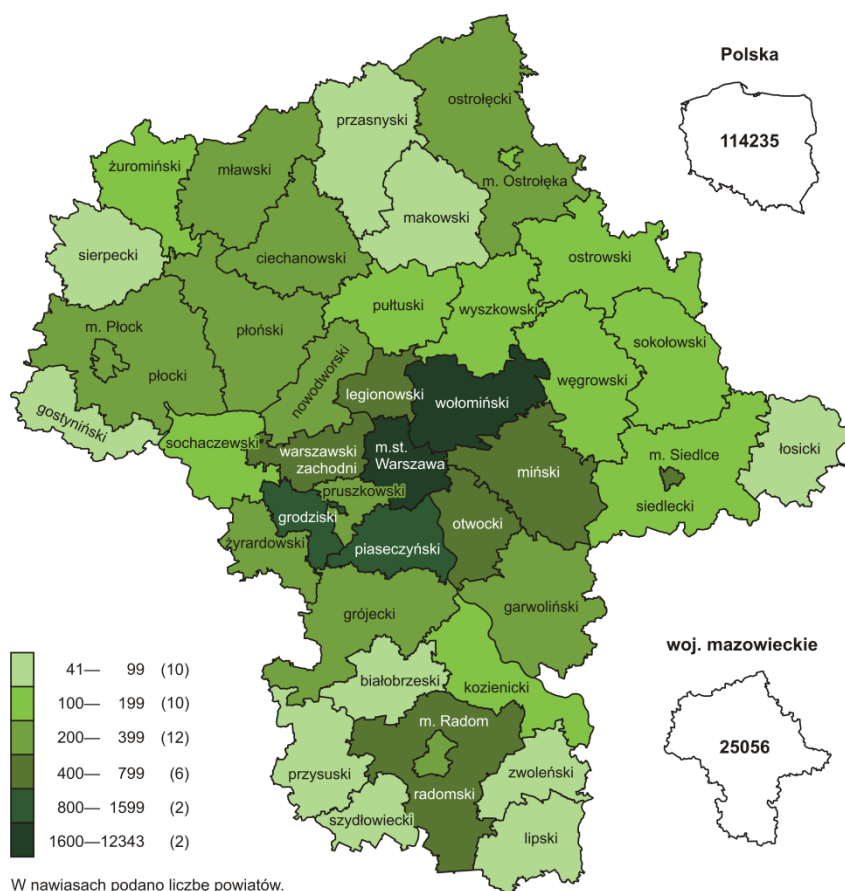 Polska
114235
ostrołęcki
przasnyski
żuromiński
mławski
m. Ostrołęka
makowski
sierpecki
ciechanowski
ostrowski
pułtuski
wyszkowski
m. Płock
płoński
sokołowski
płocki
nowodworski
węgrowski
legionowski
wołomiński
gostyniński
sochaczewski
warszawski
zachodni
m.st.
Warszawa
miński
m. Siedlce
łosicki
siedlecki
pruszkowski
grodziski
otwocki
żyrardowski
piaseczyński
grójecki
garwoliński
woj. mazowieckie
25056
białobrzeski
kozienicki
m. Radom
przysuski
zwoleński
radomski
szydłowiecki
lipski
41— 99 (10)
100— 199 (10)
200— 399 (12)
400— 799 (6)
800— 1599 (2)
1600—12343 (2)
W nawiasach podano liczbę powiatów.